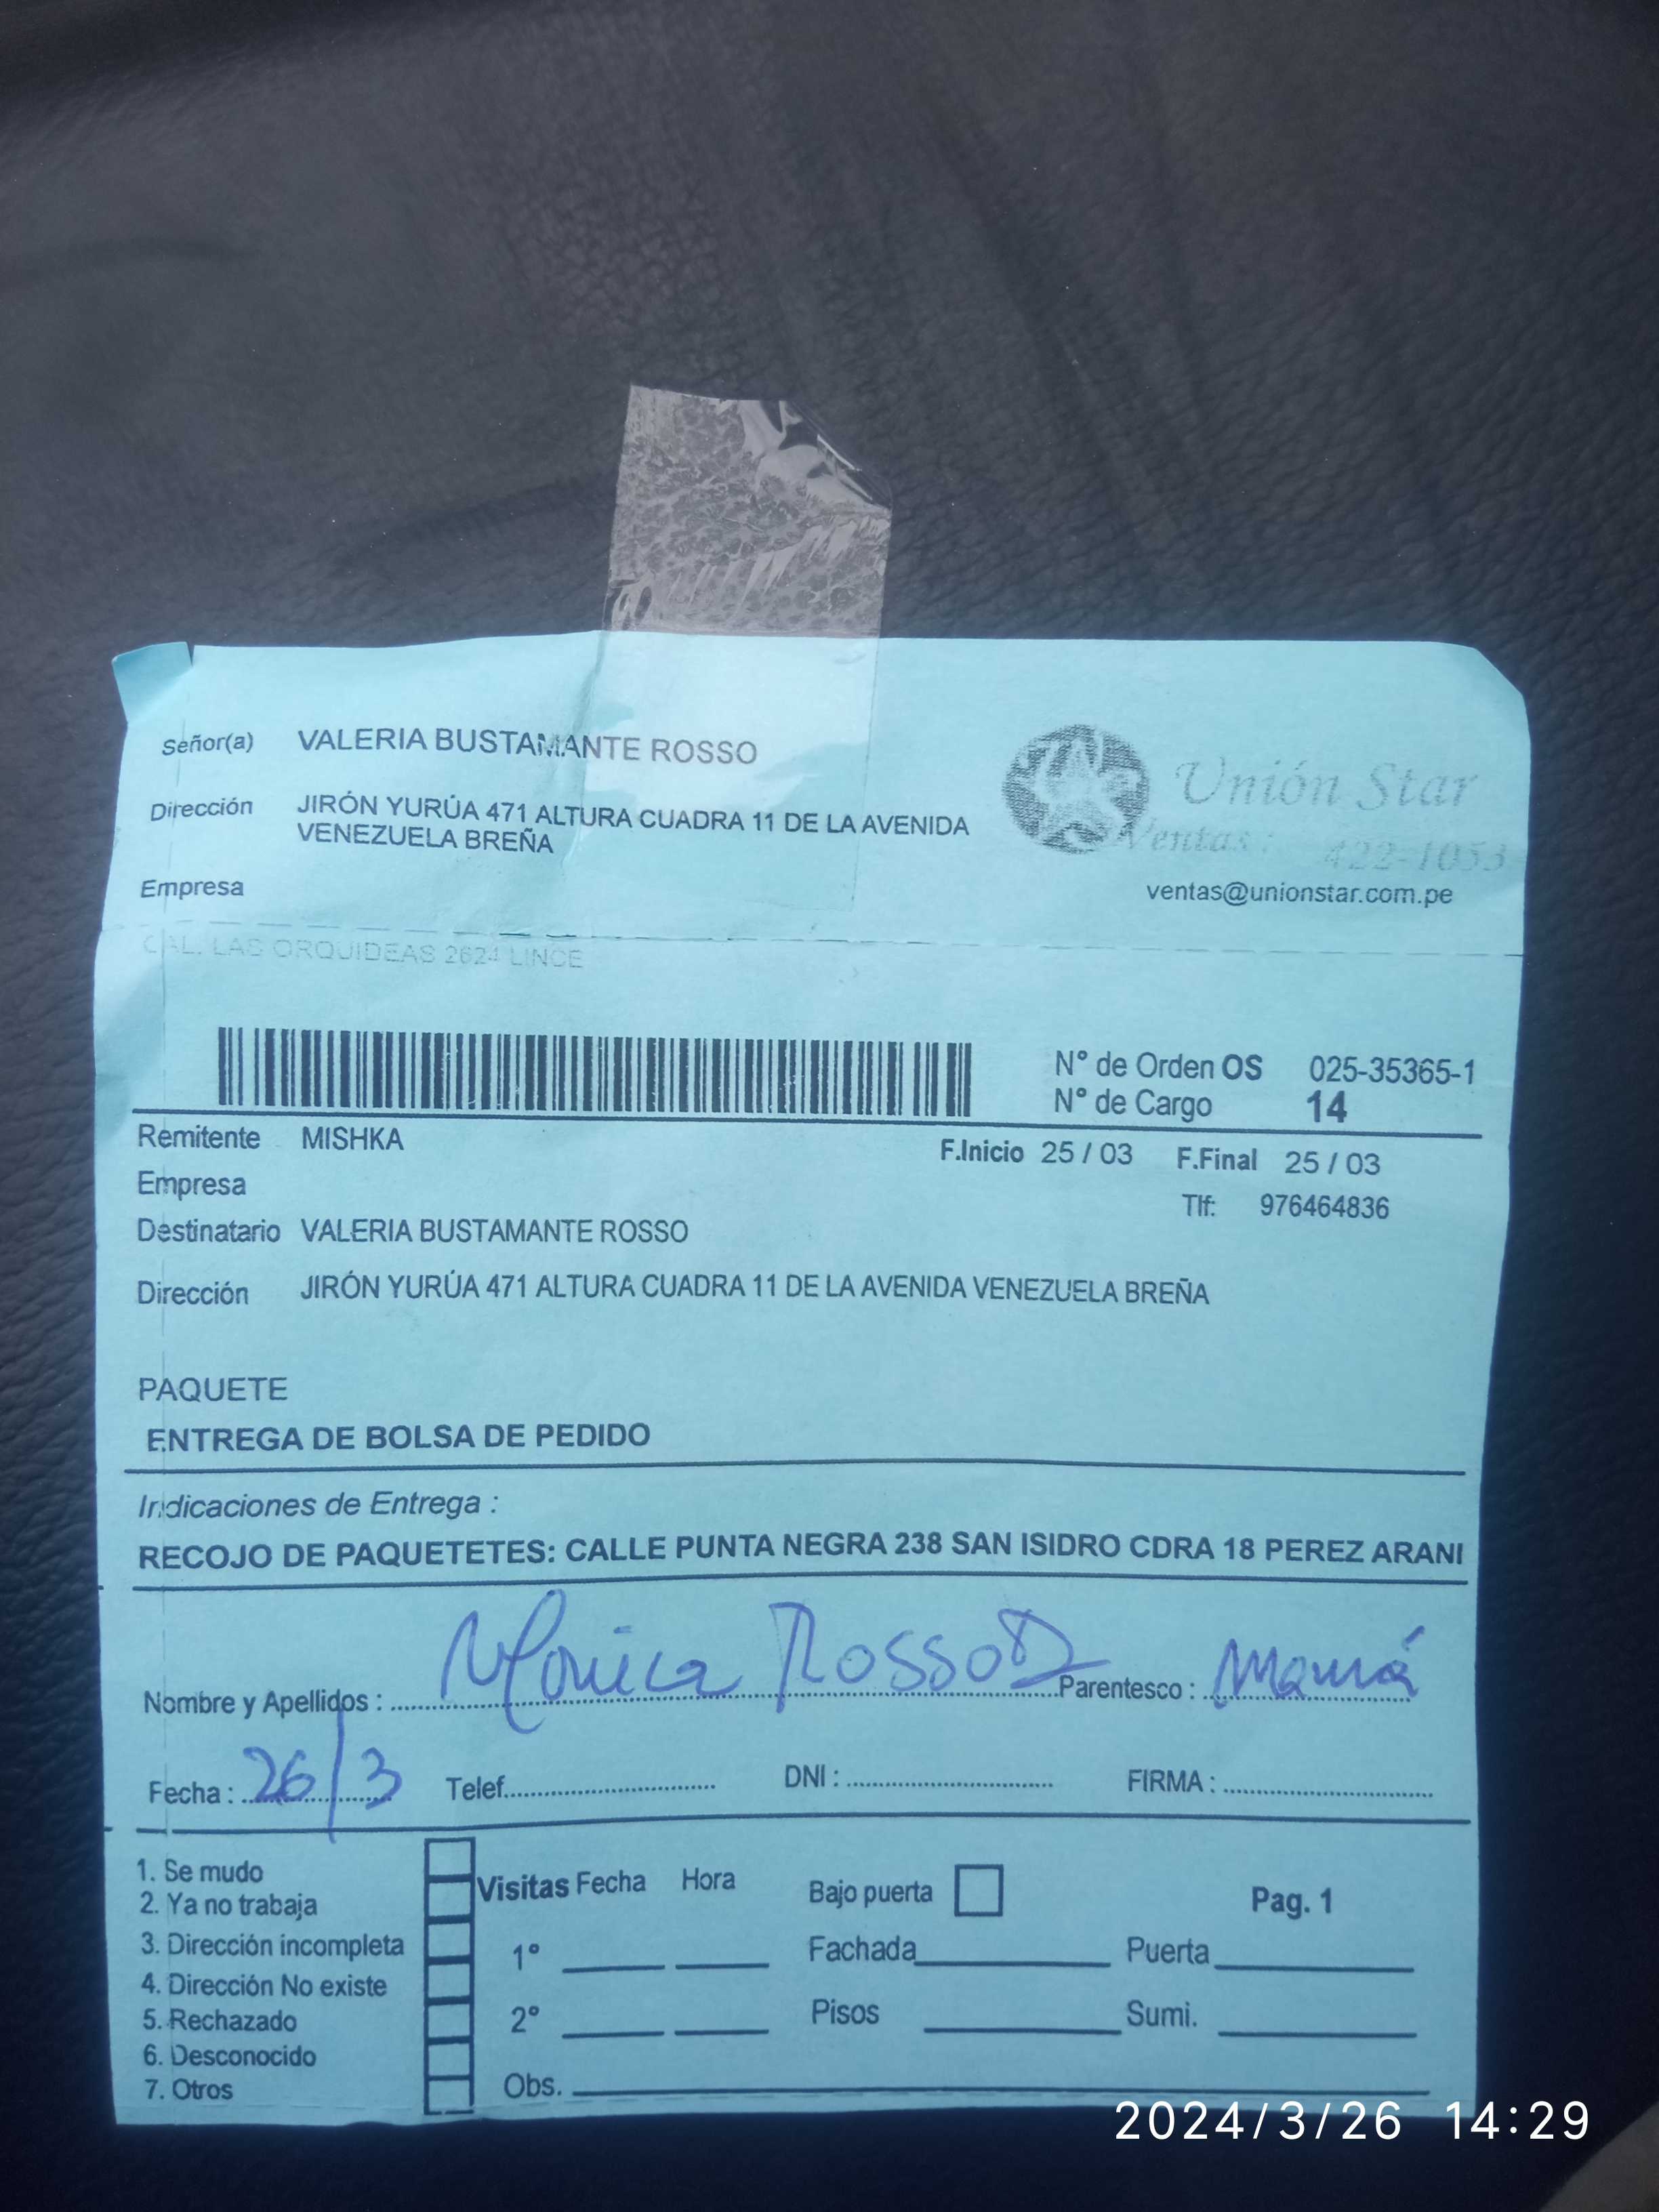 Señor(a) VALERIA BUSTAMANTE ROSSO
Dirección JIRÓN YURÚA 471 ALTURA CUADRA 11 DE LA AVENIDA
VENEZUELA BREÑA
Empresa
Unión Star
Ventas: 422-1053
ventas@unionstar.com.pe
CAL. LAS ORQUIDEAS 2624 LINCE
N° de Orden OS 025-35365-1
N° de Cargo 14
Remitente MISHKA F.Inicio 25 / 03 F.Final 25 / 03
Empresa Tlf: 976464836
Destinatario VALERIA BUSTAMANTE ROSSO
Dirección JIRÓN YURÚA 471 ALTURA CUADRA 11 DE LA AVENIDA VENEZUELA BREÑA
PAQUETE
ENTREGA DE BOLSA DE PEDIDO
Indicaciones de Entrega :
RECOJO DE PAQUETETES: CALLE PUNTA NEGRA 238 SAN ISIDRO CDRA 18 PEREZ ARANI
Nombre y Apellidos : Monica Rosso D Parentesco : Mamá
Fecha : 26/3 Telef. DNI : FIRMA :
1. Se mudo
2. Ya no trabaja
3. Dirección incompleta
4. Dirección No existe
5. Rechazado
6. Desconocido
7. Otros
Visitas Fecha Hora Bajo puerta Pag. 1
1° Fachada Puerta
2° Pisos Sumi.
Obs.
2024/3/26 14:29